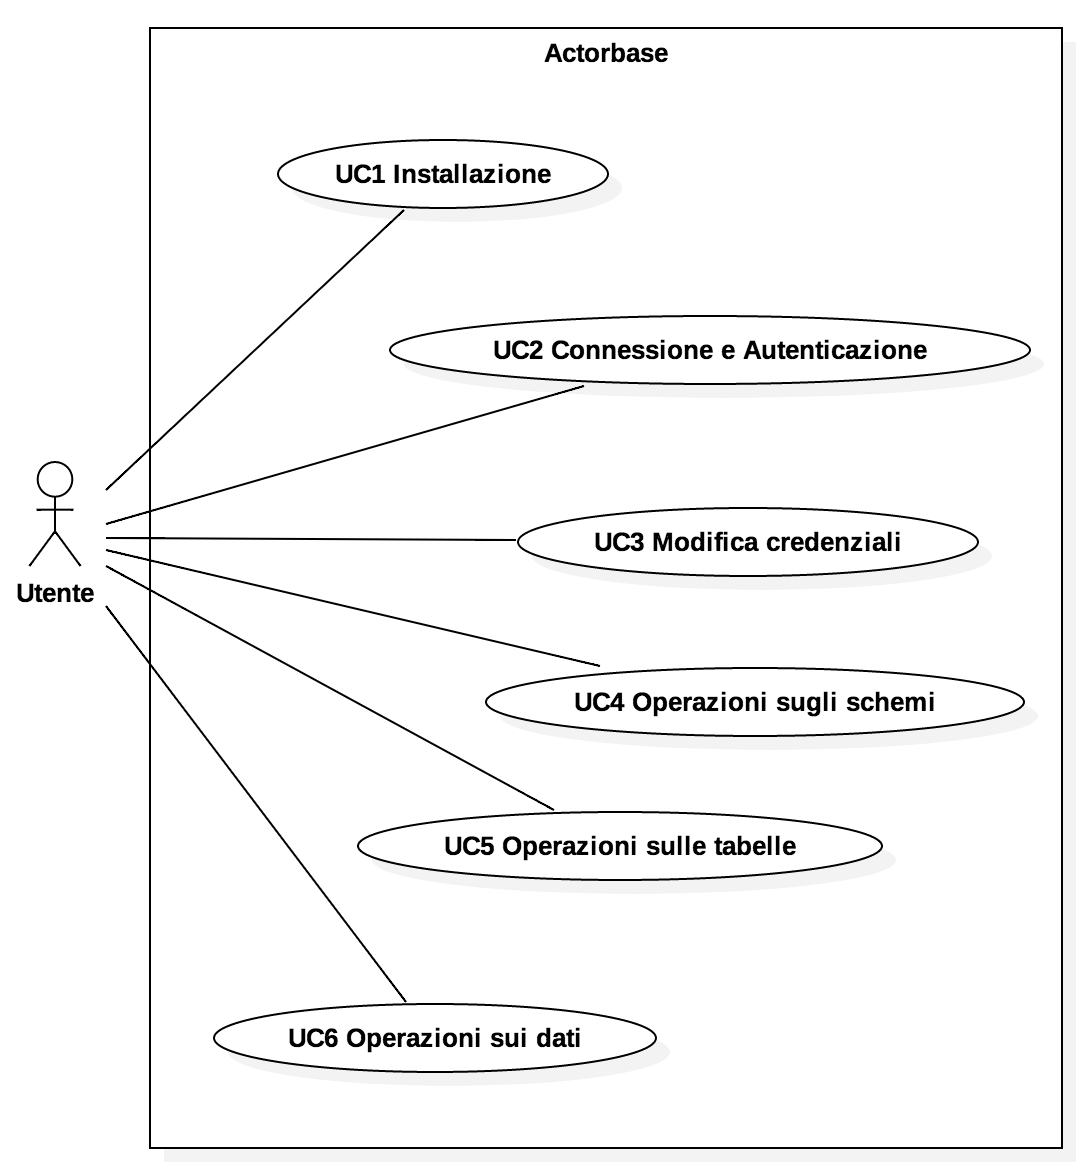 Actorbase
UC1 Installazione
UC2 Connessione e Autenticazione
UC3 Modifica credenziali
Utente
UC4 Operazioni sugli schemi
UC5 Operazioni sulle tabelle
UC6 Operazioni sui dati